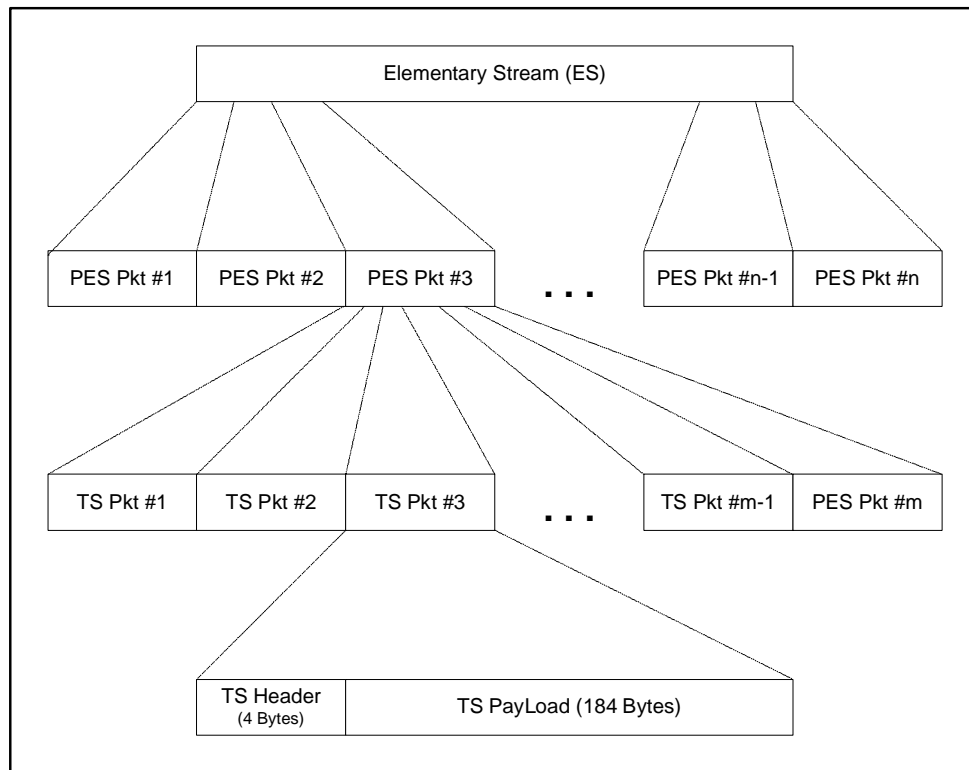 Elementary Stream (ES)
PES Pkt #1
PES Pkt #2
PES Pkt #3
. . .
PES Pkt #n-1
PES Pkt #n
TS Pkt #1
TS Pkt #2
TS Pkt #3
. . .
TS Pkt #m-1
PES Pkt #m
TS Header
(4 Bytes)
TS PayLoad (184 Bytes)